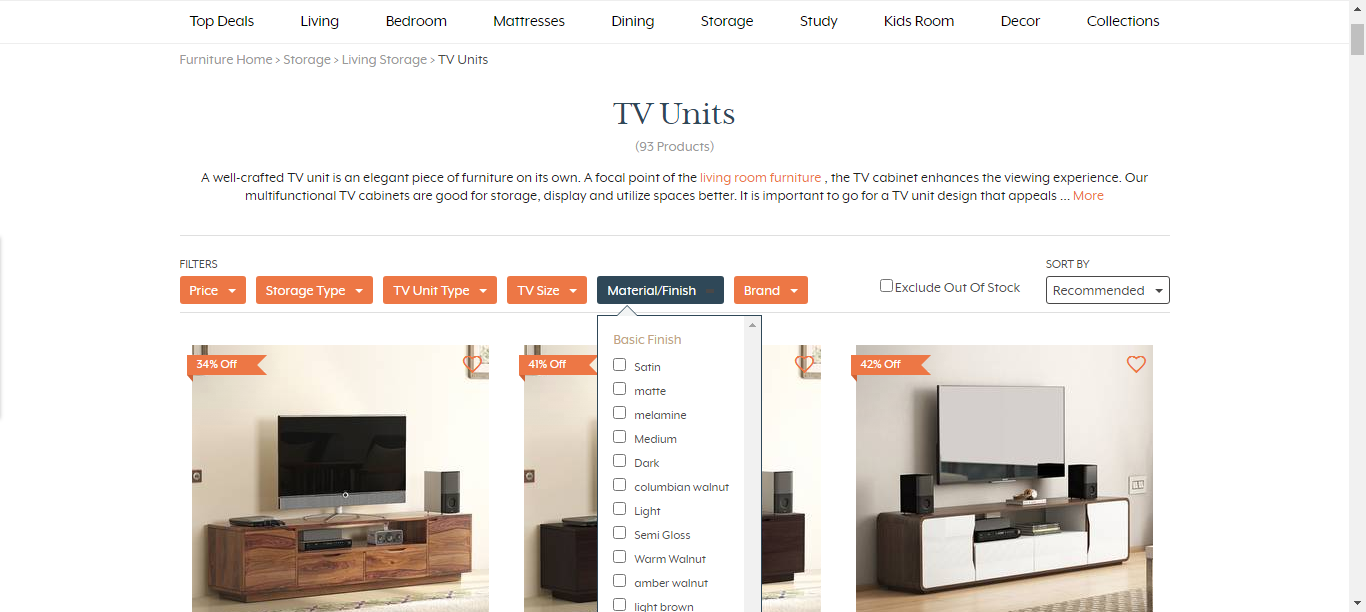 Top Deals Living Bedroom Mattresses Dining Storage Study Kids Room Decor Collections
Furniture Home > Storage > Living Storage > TV Units
TV Units
(93 Products)
A well-crafted TV unit is an elegant piece of furniture on its own. A focal point of the living room furniture , the TV cabinet enhances the viewing experience. Our
multifunctional TV cabinets are good for storage, display and utilize spaces better. It is important to go for a TV unit design that appeals ... More
FILTERS
SORT BY
Price Storage Type TV Unit Type TV Size Material/Finish Brand Exclude Out Of Stock Recommended
34% Off
41% Off
42% Off
Basic Finish
Satin
matte
melamine
Medium
Dark
columbian walnut
Light
Semi Gloss
Warm Walnut
amber walnut
light brown